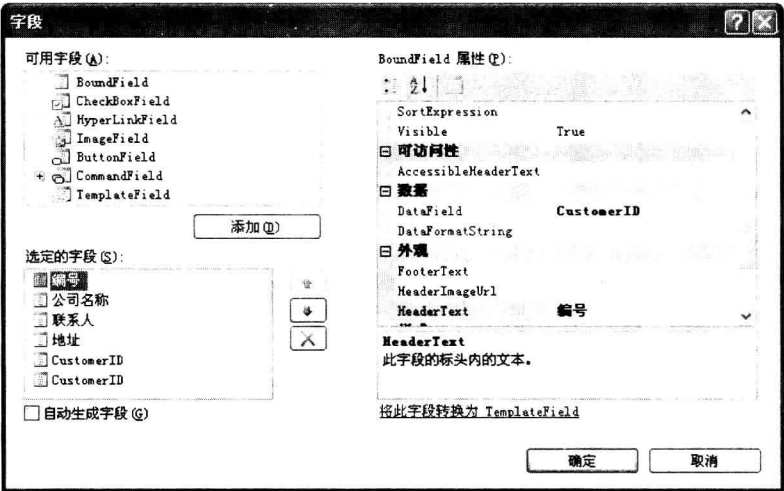 字段
可用字段(A):
BoundField
CheckBoxField
HyperLinkField
ImageField
ButtonField
CommandField
TemplateField
添加(D)
选定的字段(S):
编号
公司名称
联系人
地址
CustomerID
CustomerID
自动生成字段(G)
BoundField 属性(P):
SortExpression
Visible True
可访问性
AccessibleHeaderText
数据
DataField CustomerID
DataFormatString
外观
FooterText
HeaderImageUrl
HeaderText 编号
HeaderText
此字段的标头内的文本。
将此字段转换为 TemplateField
确定
取消